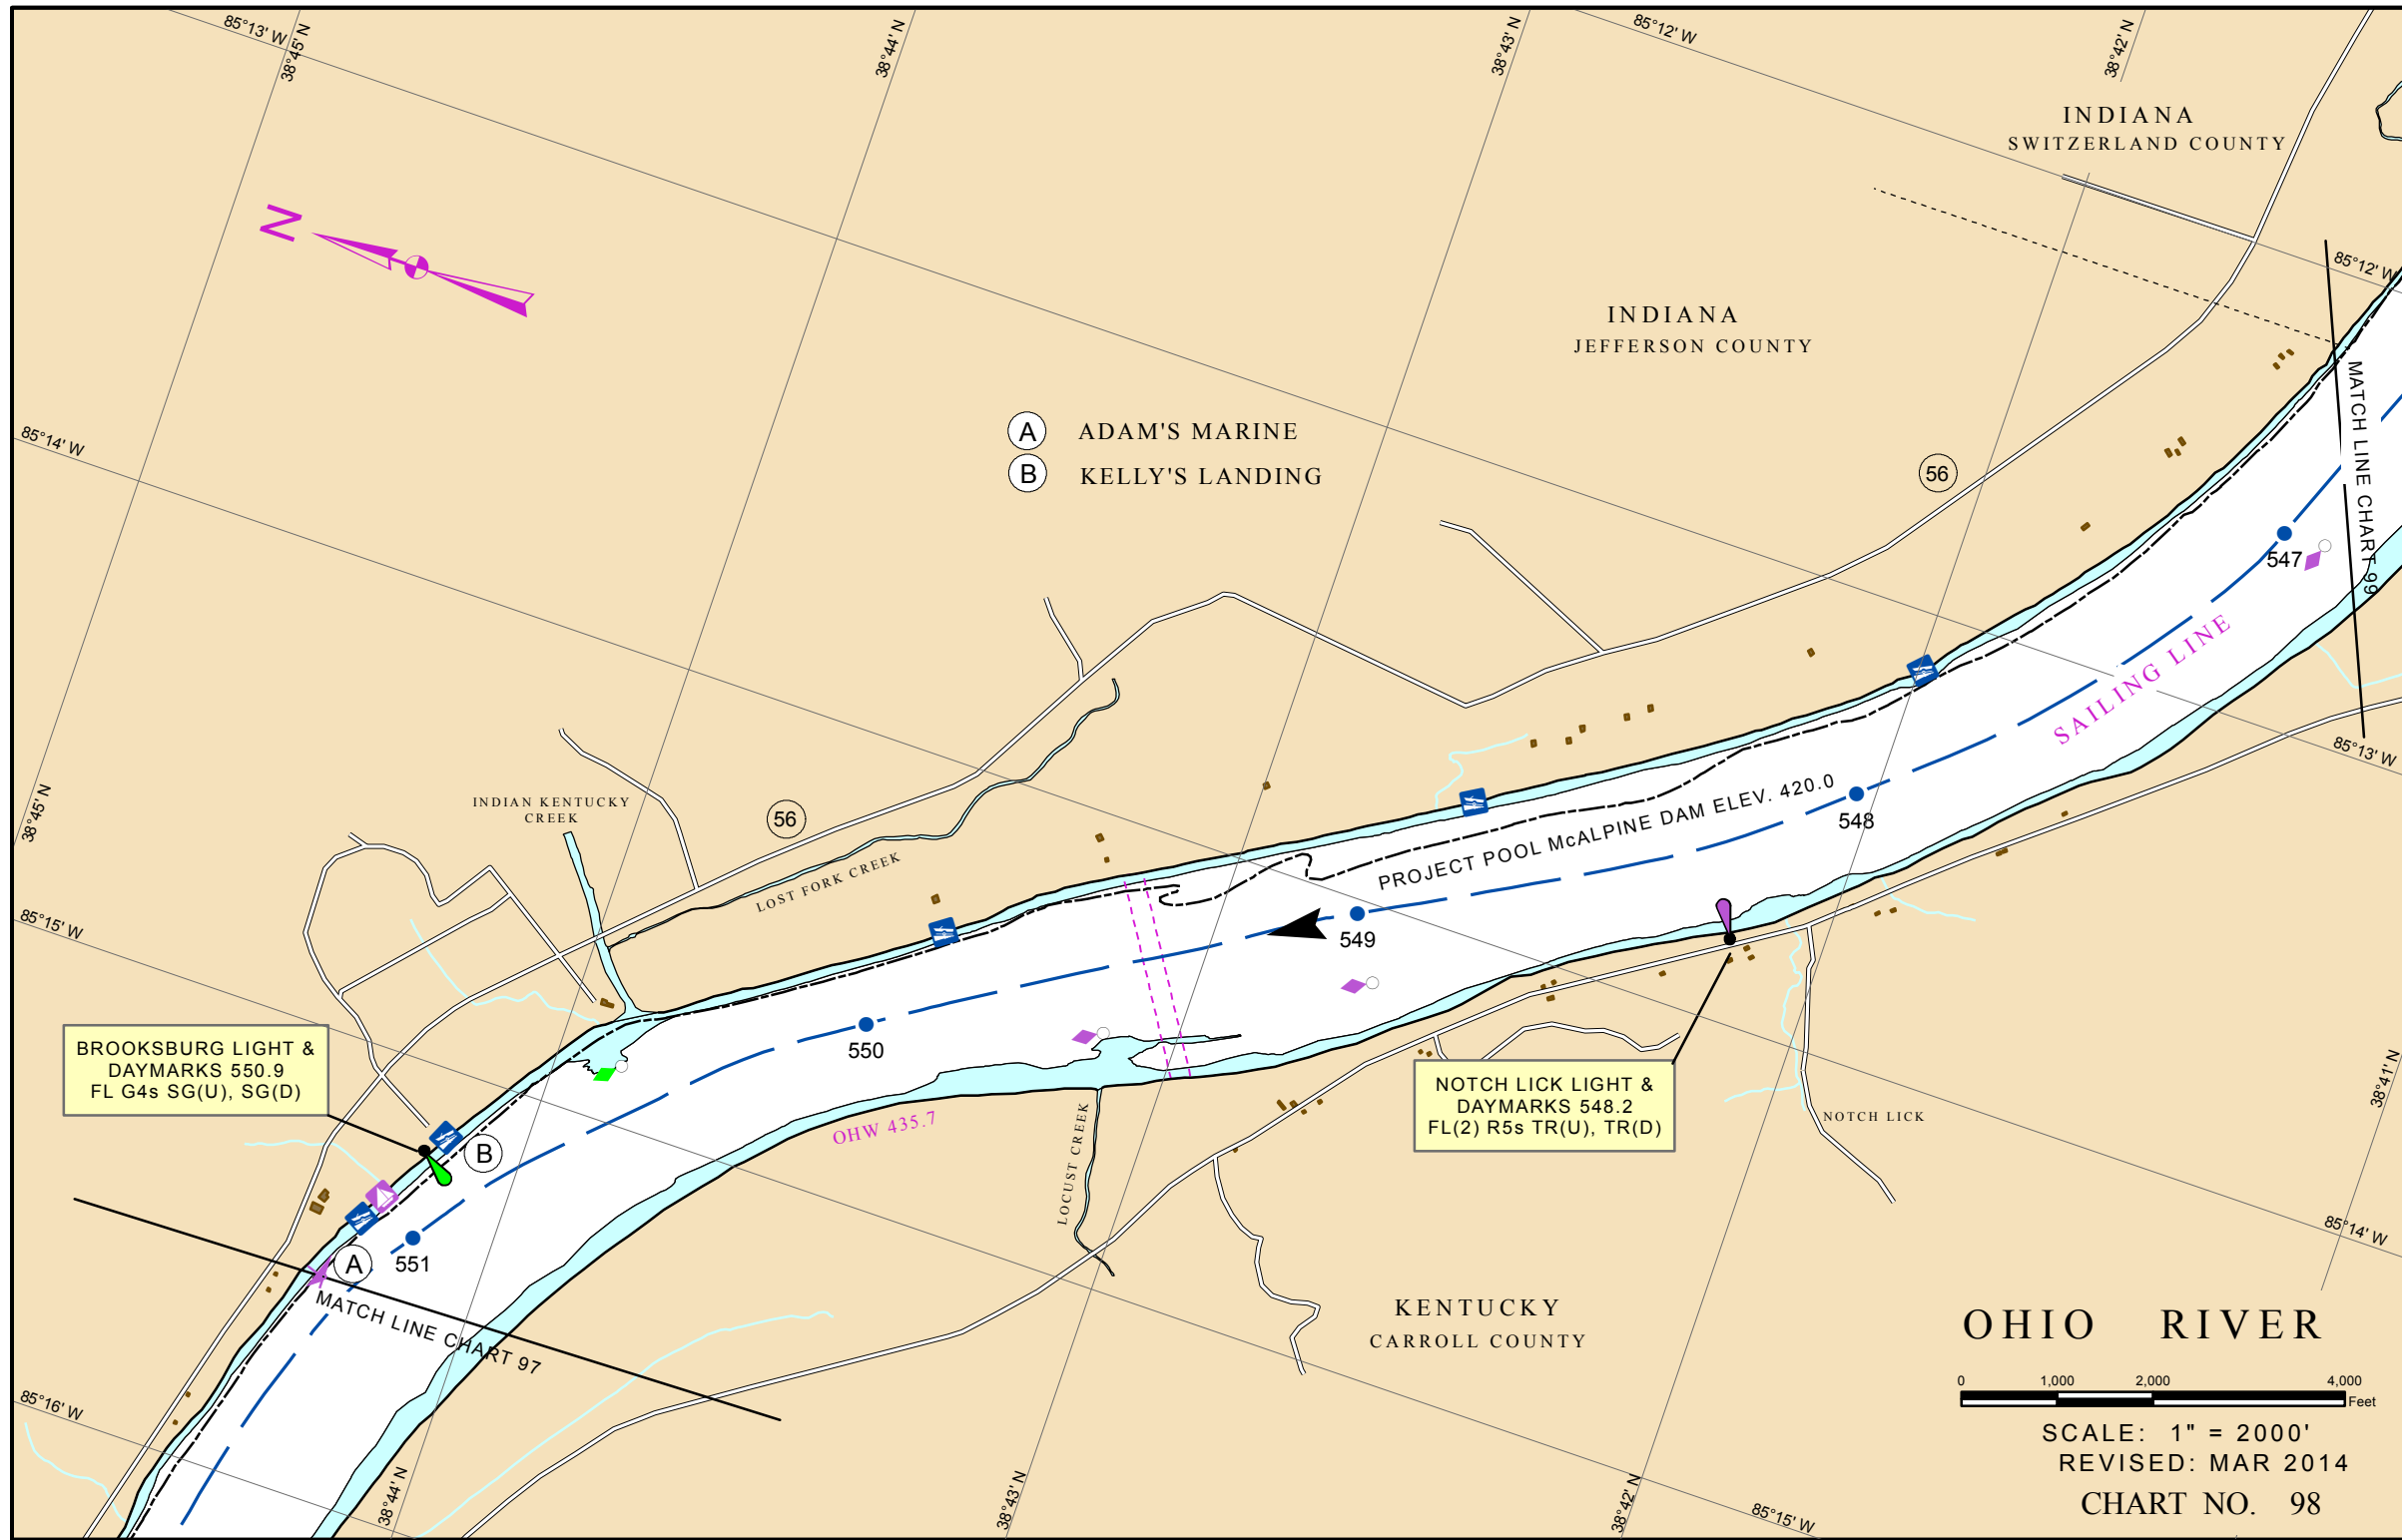 85°13' W
38°45' N
38°44' N
38°43' N
85°12' W
38°42' N
INDIANA
SWITZERLAND COUNTY
N
85°12' W
INDIANA
JEFFERSON COUNTY
MATCH LINE CHART 99
A ADAM'S MARINE
B KELLY'S LANDING
85°14' W
56
547
SAILING LINE
85°13' W
38°45' N
INDIAN KENTUCKY
CREEK
56
LOST FORK CREEK
PROJECT POOL McALPINE DAM ELEV. 420.0
548
549
85°15' W
550
BROOKSBURG LIGHT &
DAYMARKS 550.9
FL G4s SG(U), SG(D)
NOTCH LICK LIGHT &
DAYMARKS 548.2
FL(2) R5s TR(U), TR(D)
NOTCH LICK
38°41' N
OHW 435.7
LOCUST CREEK
B
A
551
85°14' W
MATCH LINE CHART 97
KENTUCKY
CARROLL COUNTY
85°16' W
38°44' N
38°43' N
38°42' N
85°15' W
OHIO RIVER
0 1,000 2,000 4,000
Feet
SCALE: 1" = 2000'
REVISED: MAR 2014
CHART NO. 98